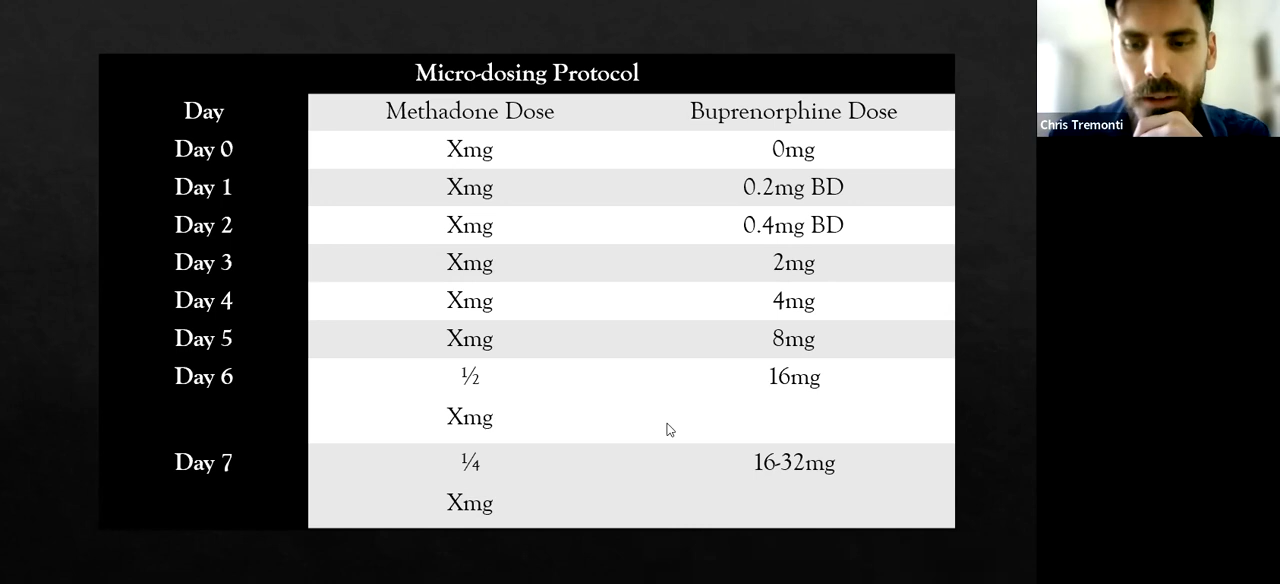 Micro-dosing Protocol
Day Methadone Dose Buprenorphine Dose
Day 0 Xmg 0mg
Day 1 Xmg 0.2mg BD
Day 2 Xmg 0.4mg BD
Day 3 Xmg 2mg
Day 4 Xmg 4mg
Day 5 Xmg 8mg
Day 6 ½ 16mg
Xmg
Day 7 ¼ 16-32mg
Xmg
Chris Tremonti